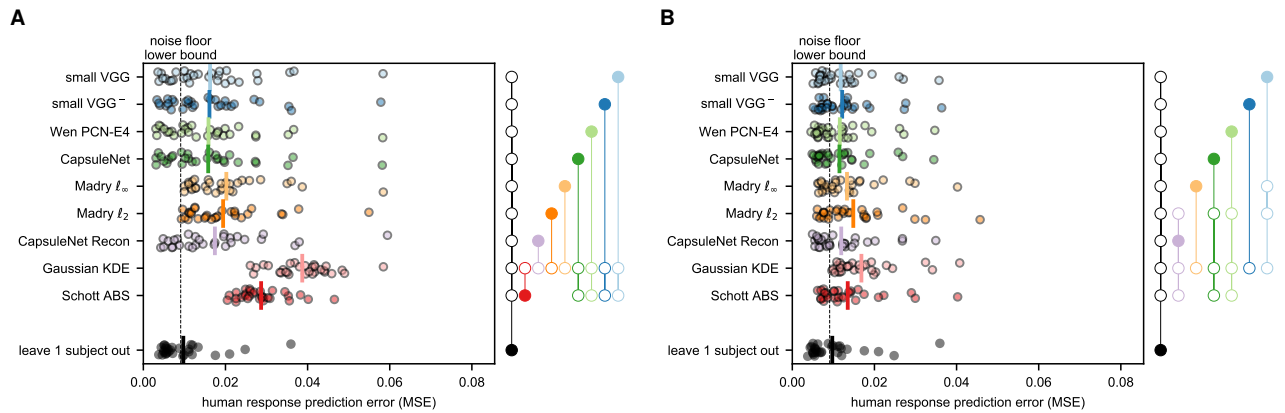 A
noise floor
lower bound
small VGG
small VGG⁻
Wen PCN-E4
CapsuleNet
Madry ℓ∞
Madry ℓ₂
CapsuleNet Recon
Gaussian KDE
Schott ABS
leave 1 subject out
0.00 0.02 0.04 0.06 0.08
human response prediction error (MSE)
B
noise floor
lower bound
small VGG
small VGG⁻
Wen PCN-E4
CapsuleNet
Madry ℓ∞
Madry ℓ₂
CapsuleNet Recon
Gaussian KDE
Schott ABS
leave 1 subject out
0.00 0.02 0.04 0.06 0.08
human response prediction error (MSE)